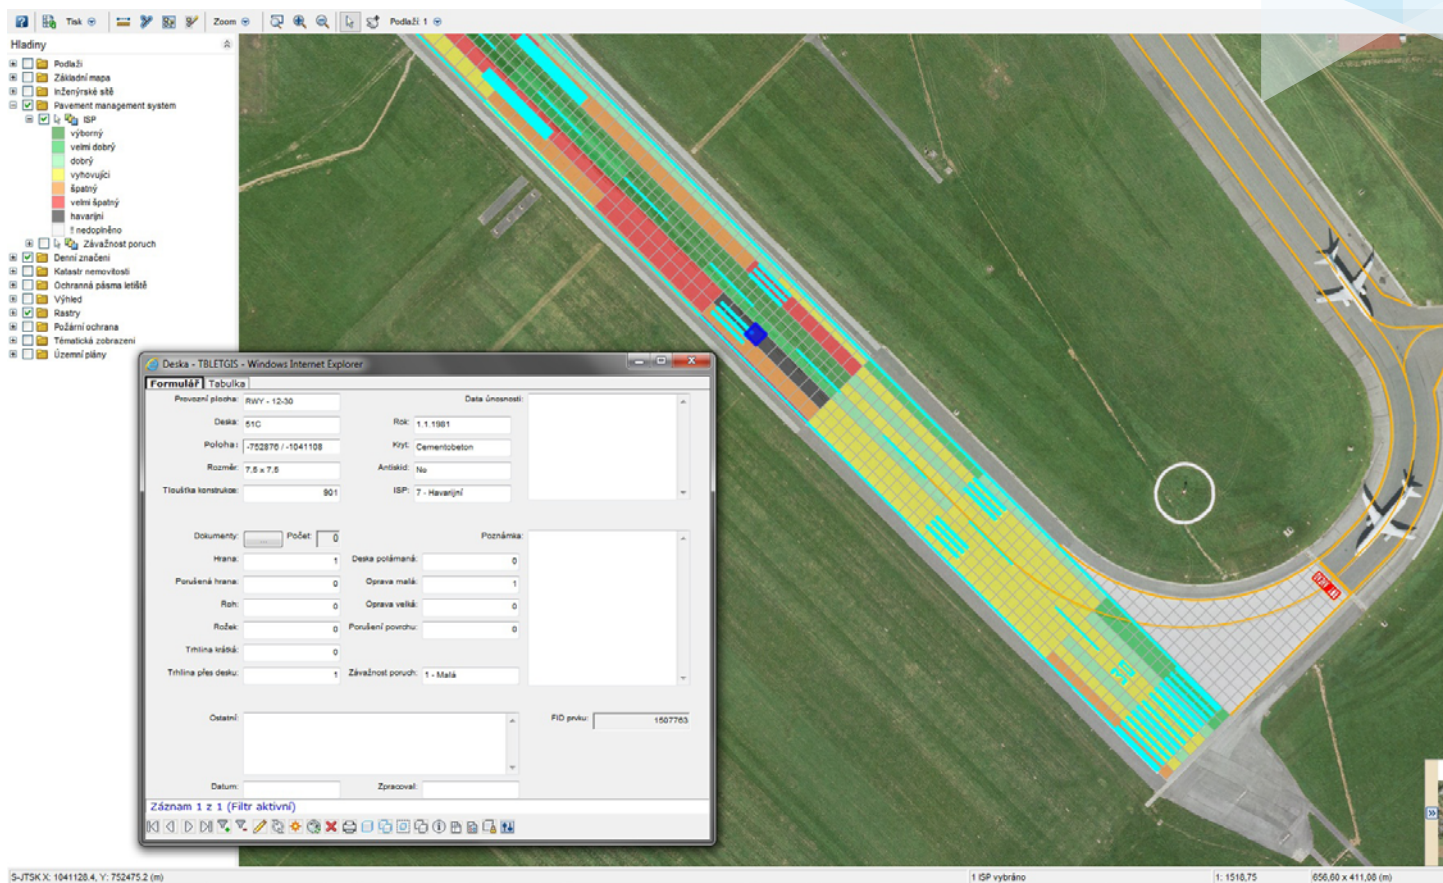 Tisk Zoom Podlaží: 1
Hladiny
Podlaží
Základní mapa
Inženýrské sítě
Pavement management system
ISP
výborný
velmi dobrý
dobrý
vyhovující
špatný
velmi špatný
havarijní
!! nedoplněno
Závažnost poruch
Denní značení
Katastr nemovitostí
Ochranná pásma letiště
Výhled
Rastry
Požární ochrana
Tématická zobrazení
Územní plány
Deska - TBLETGIS - Windows Internet Explorer
Formulář Tabulka
Provozní plocha: RWY - 12-30 Data únosnosti:
Deska: 51C Rok: 1.1.1981
Poloha: -752876 / -1041108 Kryt: Cementobeton
Rozměr: 7.5 x 7.5 Antiskid: No
Tloušťka konstrukce: 901 ISP: 7 - Havarijní
Dokumenty: ... Počet: 0 Poznámka:
Hrana: 1 Deska polámaná: 0
Porušená hrana: 0 Oprava malá: 1
Roh: 0 Oprava velká: 0
Rožek: 0 Porušení povrchu: 0
Trhlina krátká: 0
Trhlina přes desku: 1 Závažnost poruch: 1 - Malá
Ostatní: FID prvku: 1507763
Datum: Zpracoval:
Záznam 1 z 1 (Filtr aktivní)
S-JTSK X: 1041128.4, Y: 752475.2 (m) 1 ISP vybráno 1: 1518,75 656,60 x 411,08 (m)